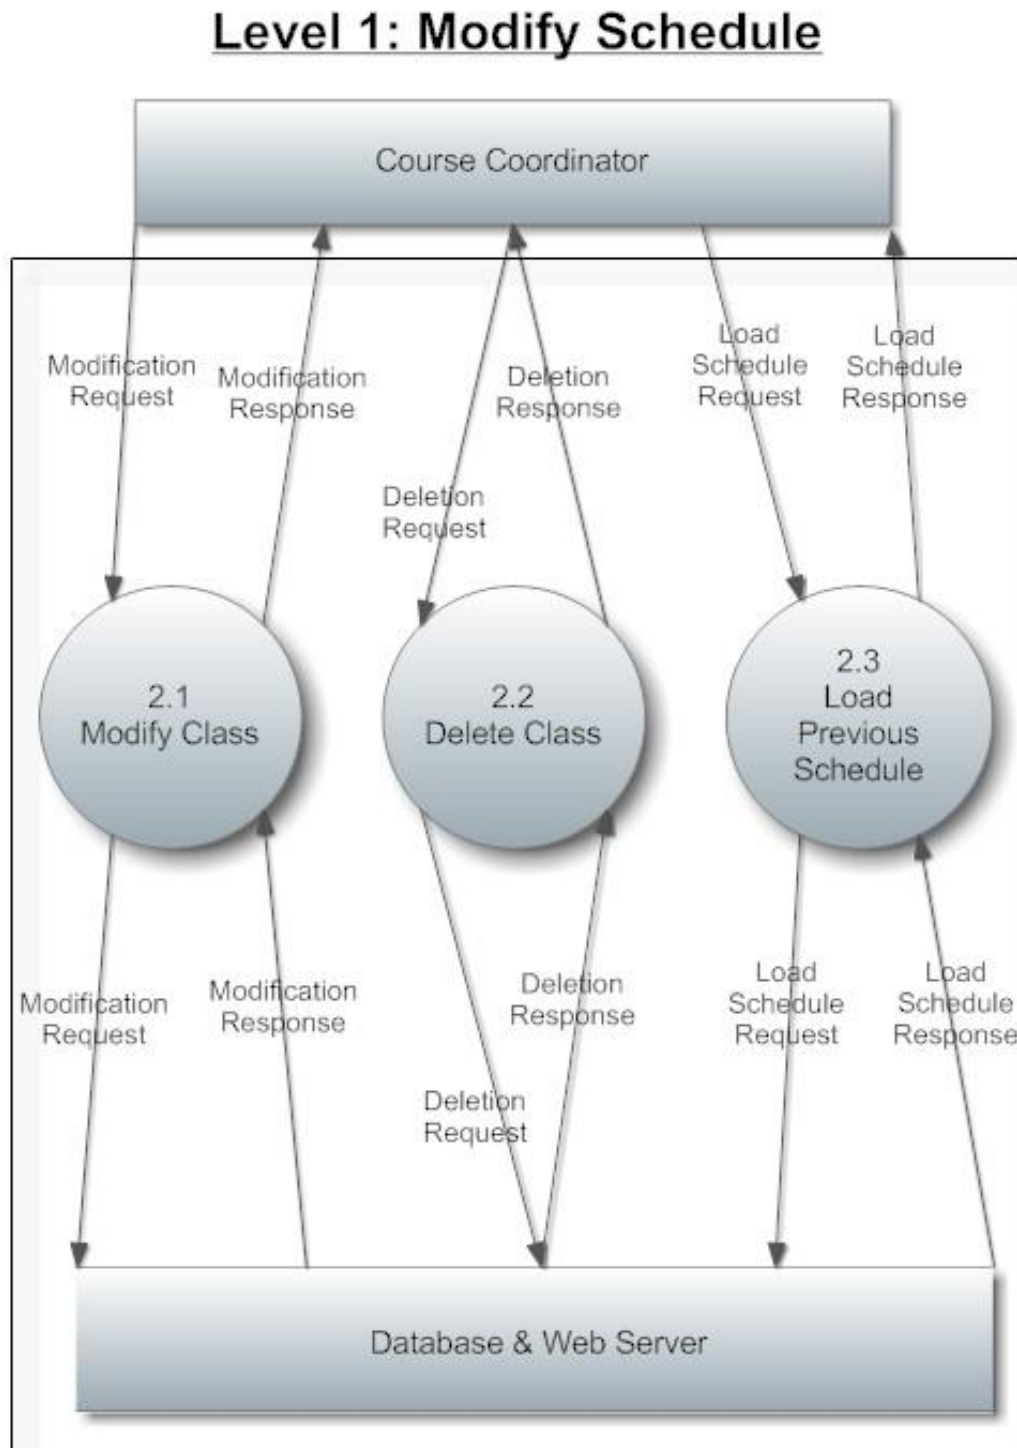 Level 1: Modify Schedule
Course Coordinator
Modification
Request
Modification
Response
Deletion
Response
Deletion
Request
Load
Schedule
Request
Load
Schedule
Response
2.1
Modify Class
2.2
Delete Class
2.3
Load
Previous
Schedule
Modification
Request
Modification
Response
Deletion
Response
Deletion
Request
Load
Schedule
Request
Load
Schedule
Response
Database & Web Server